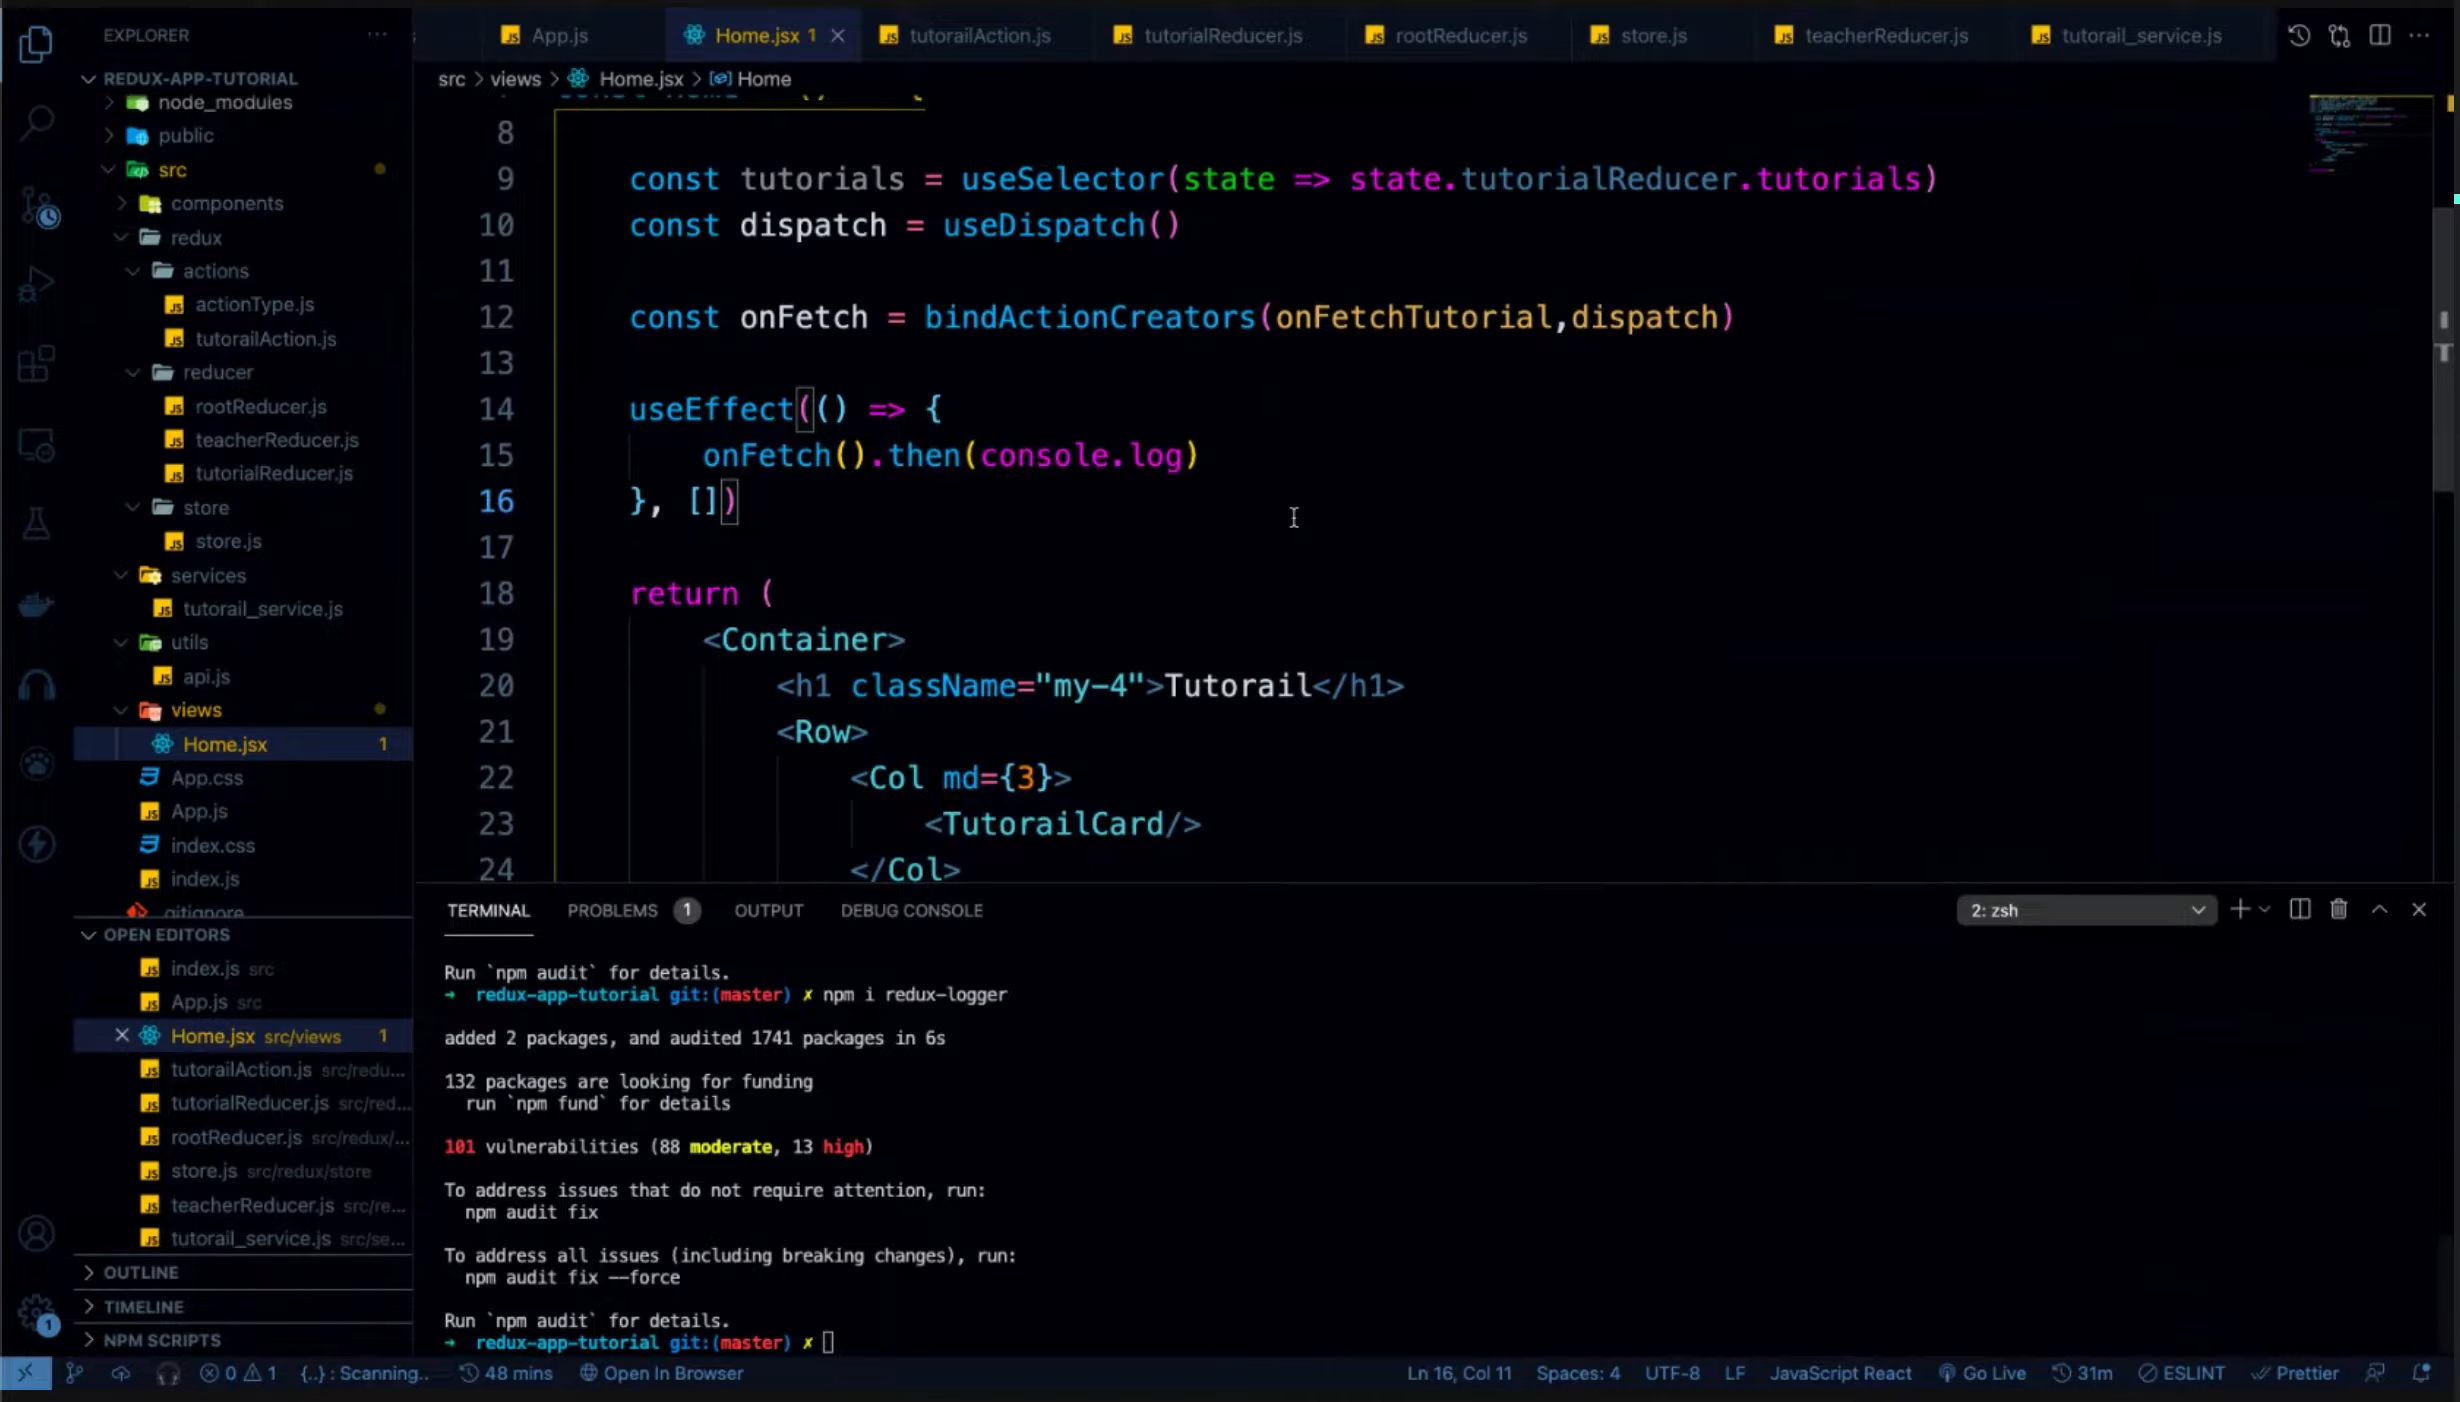 EXPLORER
···
App.js
Home.jsx 1
tutorailAction.js
tutorialReducer.js
rootReducer.js
store.js
teacherReducer.js
tutorail_service.js
src > views > Home.jsx > Home
REDUX-APP-TUTORIAL
node_modules
public
src
components
redux
actions
actionType.js
tutorailAction.js
reducer
rootReducer.js
teacherReducer.js
tutorialReducer.js
store
store.js
services
tutorail_service.js
utils
api.js
views
Home.jsx 1
App.css
App.js
index.css
index.js
.gitignore
OPEN EDITORS
index.js src
App.js src
Home.jsx src/views 1
tutorailAction.js src/redu...
tutorialReducer.js src/red...
rootReducer.js src/redux/...
store.js src/redux/store
teacherReducer.js src/re...
tutorail_service.js src/se...
OUTLINE
TIMELINE
NPM SCRIPTS
8
9 const tutorials = useSelector(state => state.tutorialReducer.tutorials)
10 const dispatch = useDispatch()
11
12 const onFetch = bindActionCreators(onFetchTutorial,dispatch)
13
14 useEffect(() => {
15 onFetch().then(console.log)
16 }, [])
17
18 return (
19 <Container>
20 <h1 className="my-4">Tutorail</h1>
21 <Row>
22 <Col md={3}>
23 <TutorailCard/>
24 </Col>
TERMINAL PROBLEMS 1 OUTPUT DEBUG CONSOLE
2: zsh
Run `npm audit` for details.
→ redux-app-tutorial git:(master) ✗ npm i redux-logger
added 2 packages, and audited 1741 packages in 6s
132 packages are looking for funding
run `npm fund` for details
101 vulnerabilities (88 moderate, 13 high)
To address issues that do not require attention, run:
npm audit fix
To address all issues (including breaking changes), run:
npm audit fix --force
Run `npm audit` for details.
→ redux-app-tutorial git:(master) ✗
1
0 1 {..} : Scanning.. 48 mins Open In Browser
Ln 16, Col 11 Spaces: 4 UTF-8 LF JavaScript React Go Live 31m ESLINT Prettier